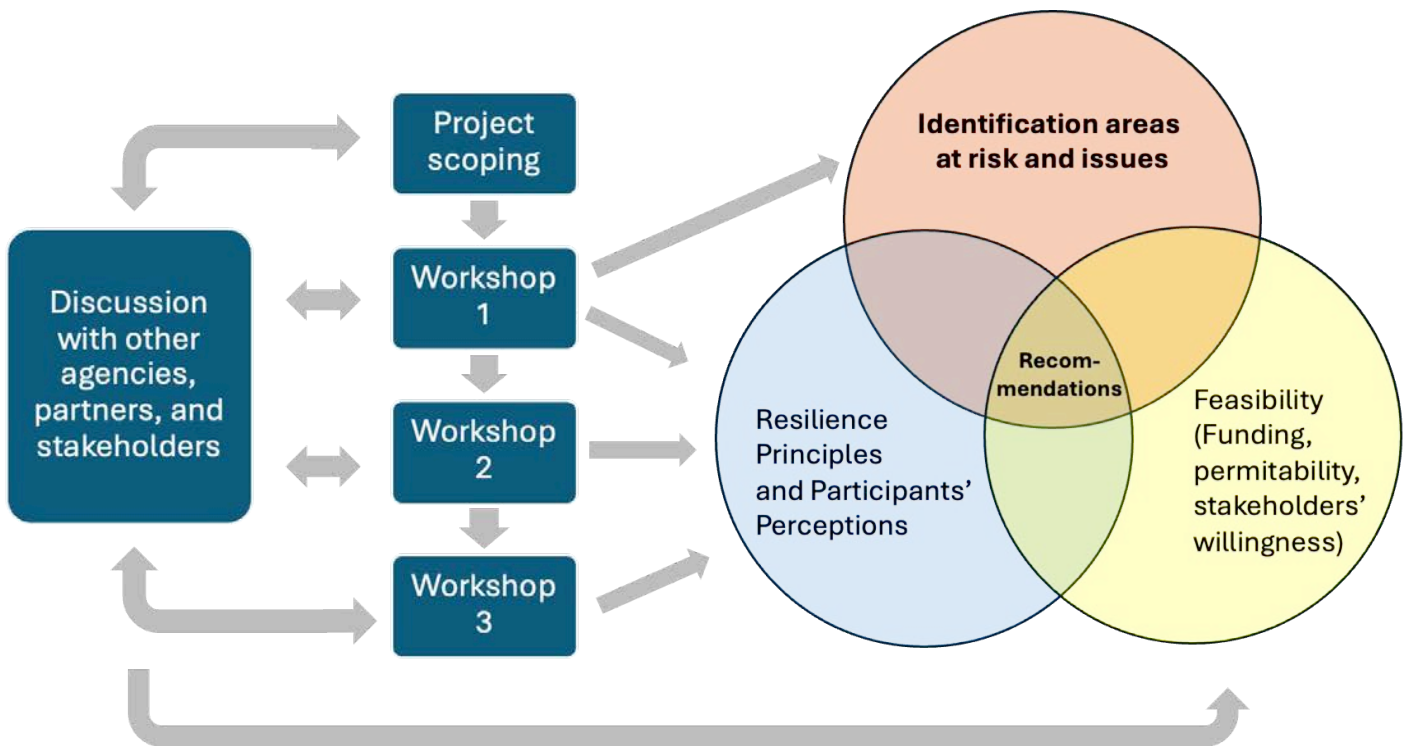 Project
scoping
Discussion
with other
agencies,
partners, and
stakeholders
Workshop
1
Workshop
2
Workshop
3
Identification areas
at risk and issues
Resilience
Principles
and Participants’
Perceptions
Recom-
mendations
Feasibility
(Funding,
permitability,
stakeholders’
willingness)